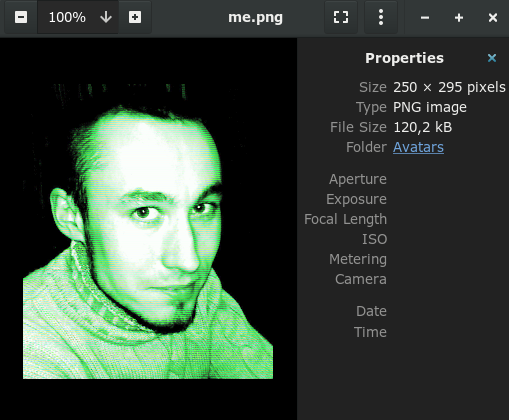 100%
me.png
Properties
Size 250 × 295 pixels
Type PNG image
File Size 120,2 kB
Folder Avatars
Aperture
Exposure
Focal Length
ISO
Metering
Camera
Date
Time